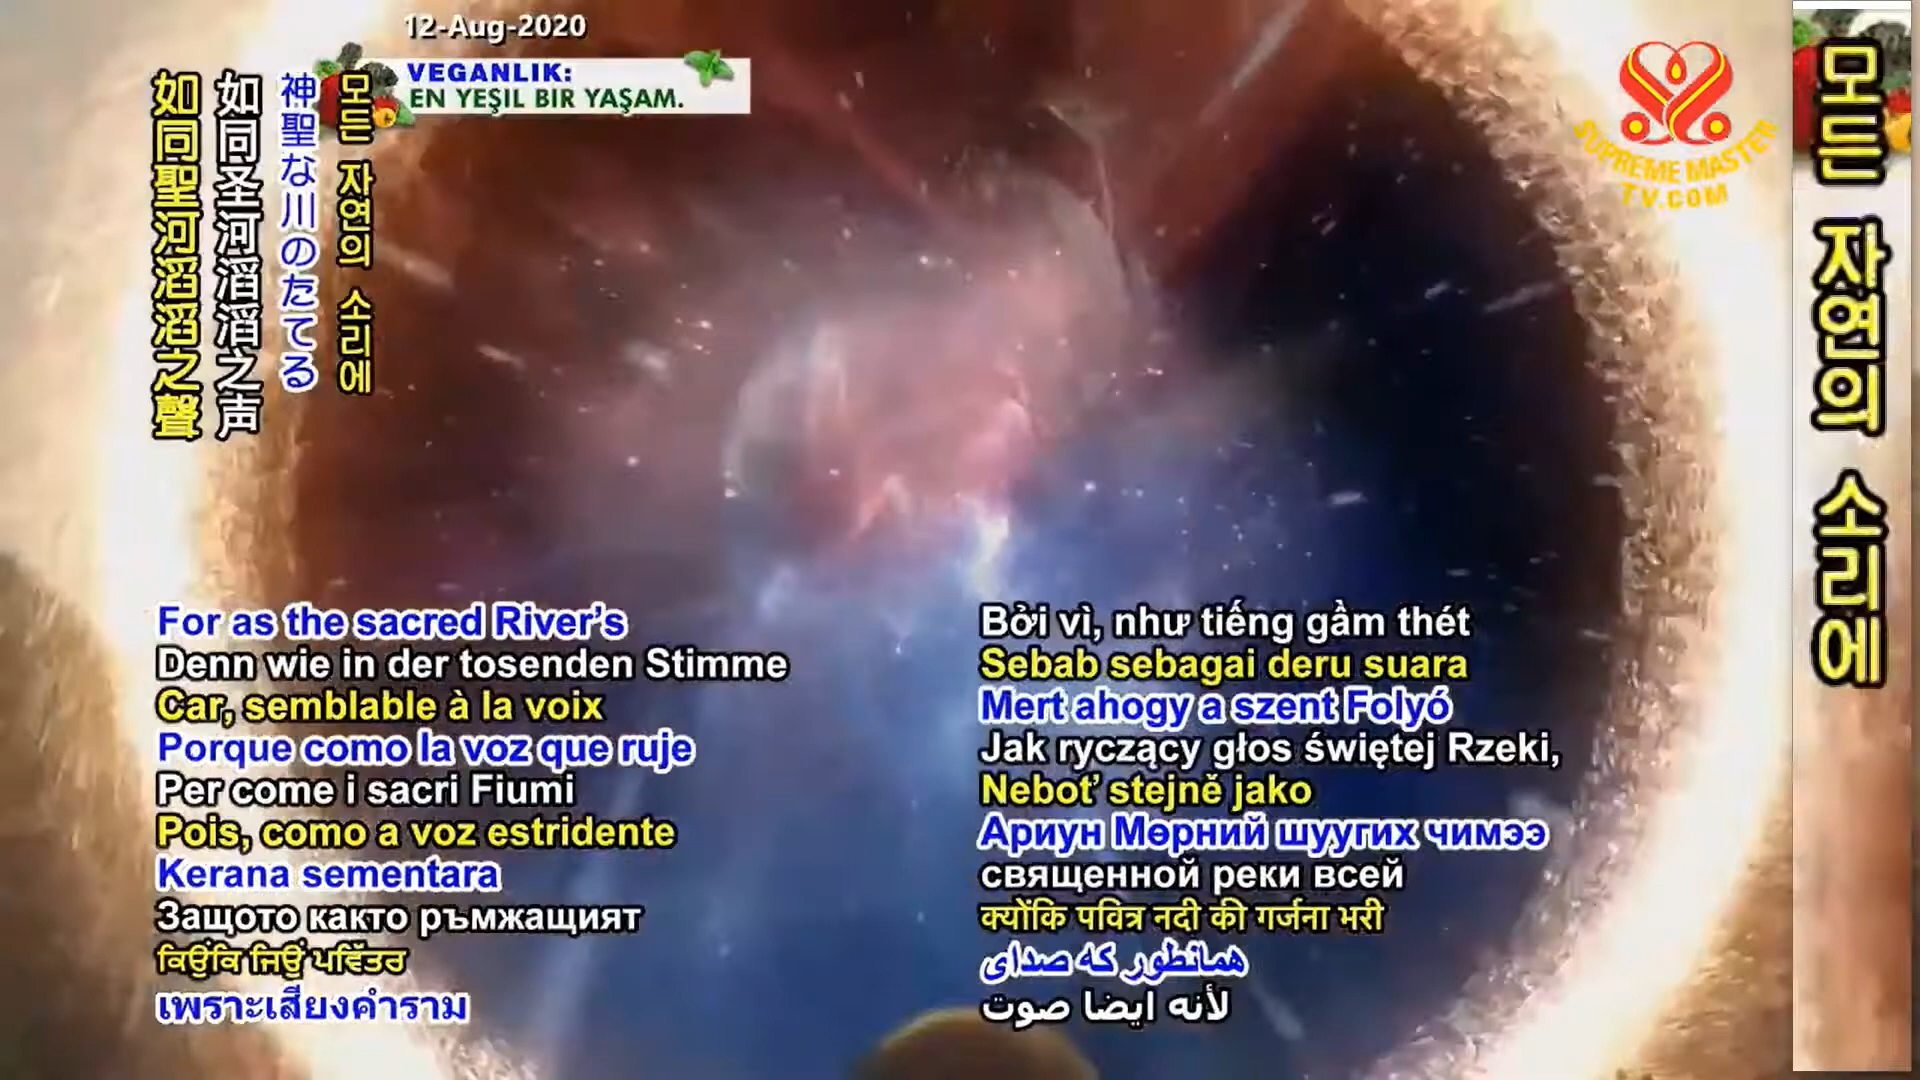 12-Aug-2020
VEGANLIK:
EN YEŞIL BIR YAŞAM.
SUPREME MASTER
TV.COM
如同聖河滔滔之聲
如同圣河滔滔之声
神聖な川のたてる
모든 자연의 소리에
모든 자연의 소리에
For as the sacred River's
Denn wie in der tosenden Stimme
Car, semblable à la voix
Porque como la voz que ruje
Per come i sacri Fiumi
Pois, como a voz estridente
Kerana sementara
Защото както ръмжащият
ਕਿਉਂਕਿ ਜਿਉਂ ਪਵਿੱਤਰ
เพราะเสียงคำราม
Bởi vì, như tiếng gầm thét
Sebab sebagai deru suara
Mert ahogy a szent Folyó
Jak ryczący głos świętej Rzeki,
Neboť stejně jako
Ариун Мөрний шуугих чимээ
священной реки всей
क्योंकि पवित्र नदी की गर्जना भरी
همانطور که صدای
لأنه ايضا صوت